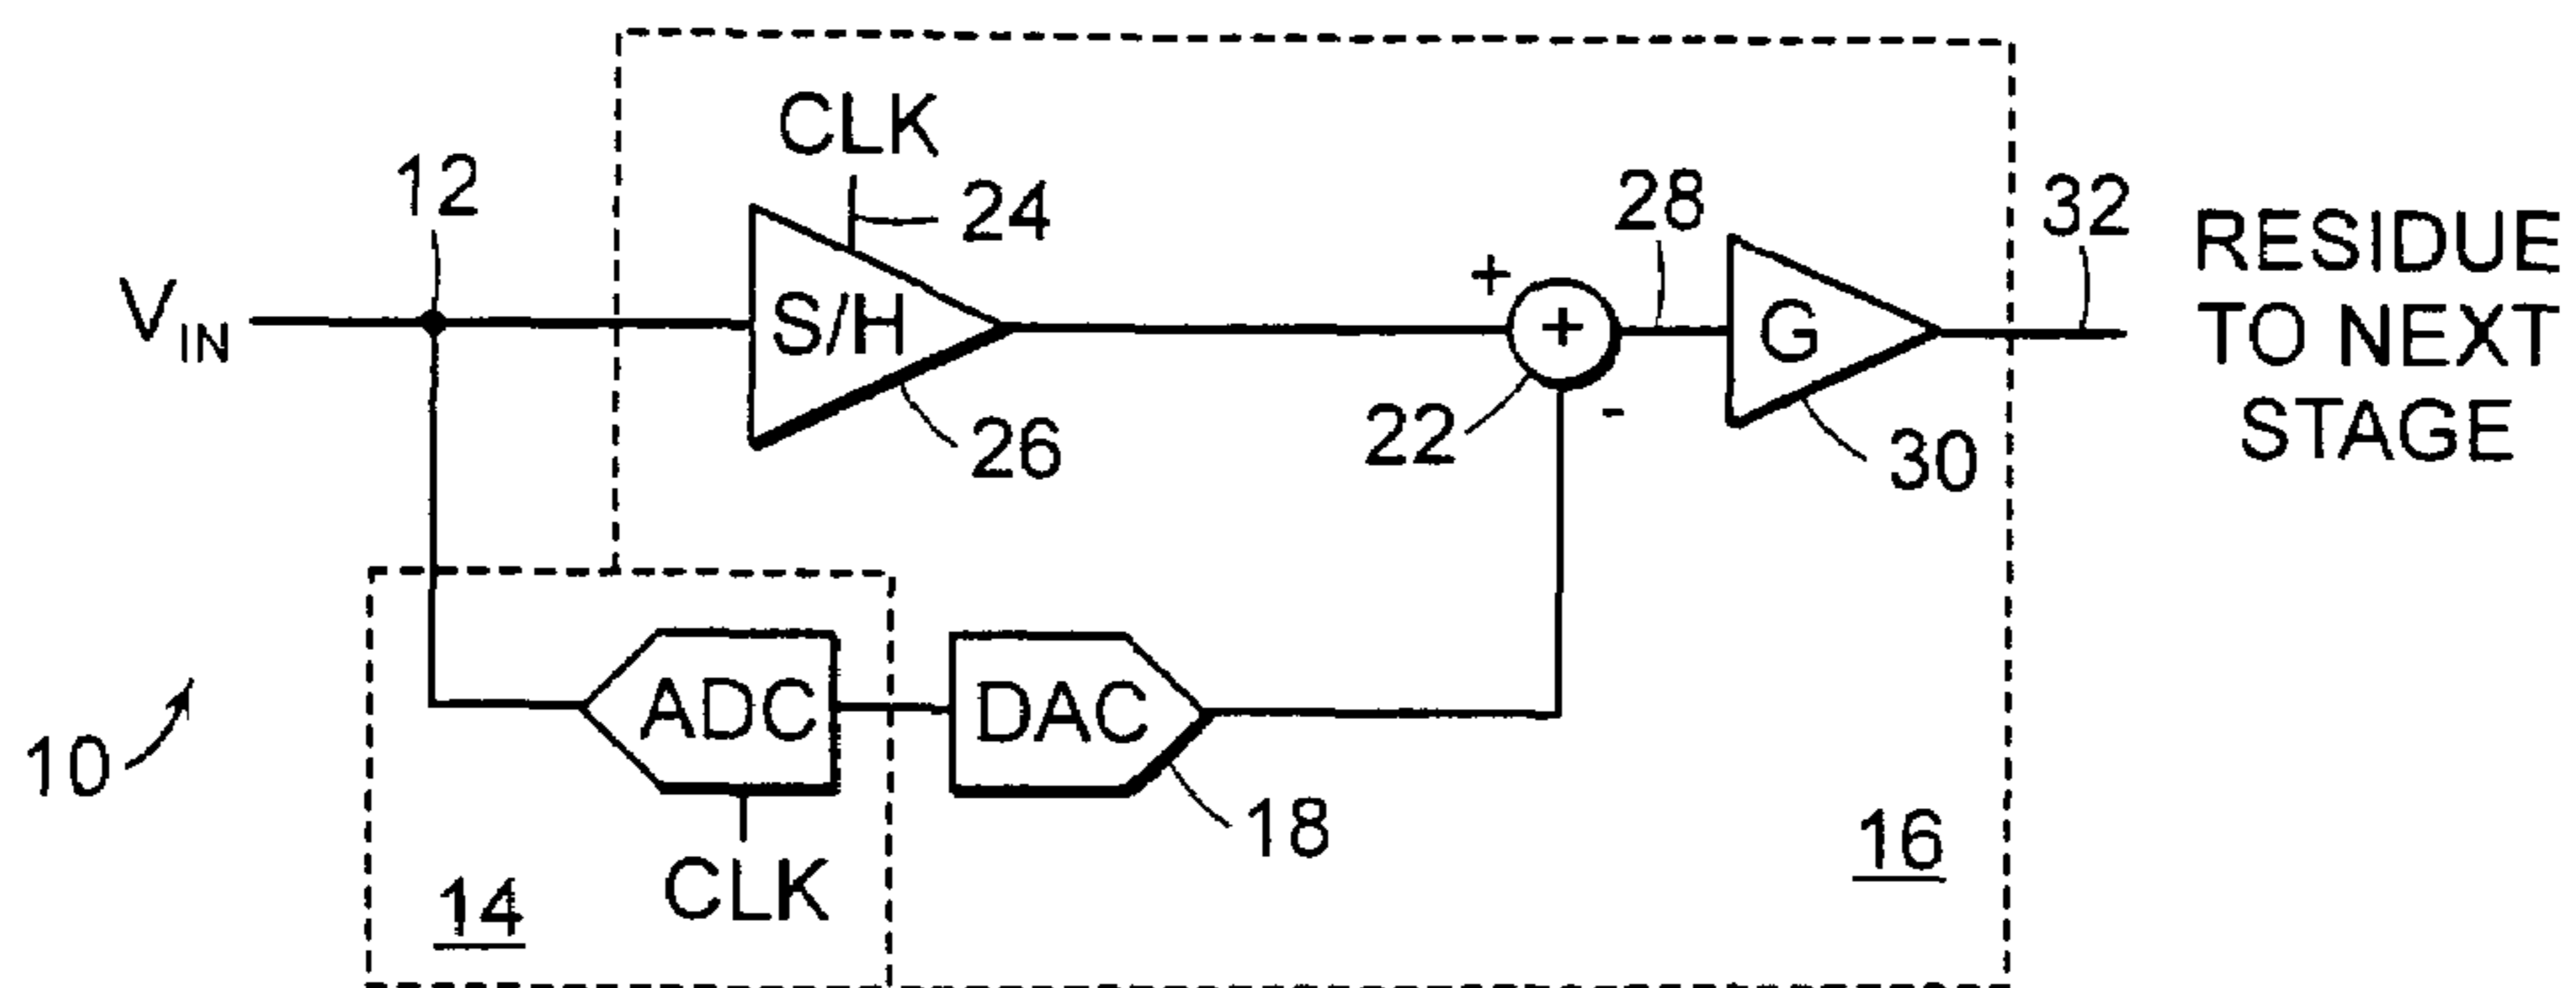 CLK
12
24
28
32
RESIDUE
TO NEXT
STAGE
+
V_IN
S/H
+
G
26
22
-
30
ADC
DAC
10
18
CLK
14
16